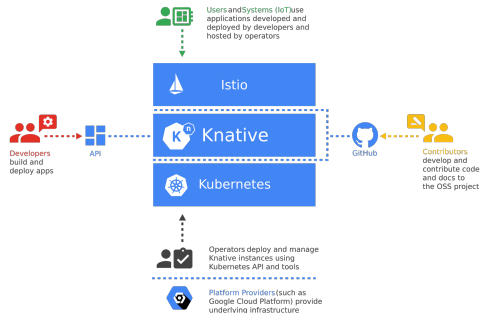 Users and Systems (IoT) use
applications developed and
deployed by developers and
hosted by operators
Istio
K
n
Knative
Kubernetes
Developers
build and
deploy apps
API
GitHub
Contributors
develop and
contribute code
and docs to
the OSS project
Operators deploy and manage
Knative instances using
Kubernetes API and tools
Platform Providers (such as
Google Cloud Platform) provide
underlying infrastructure